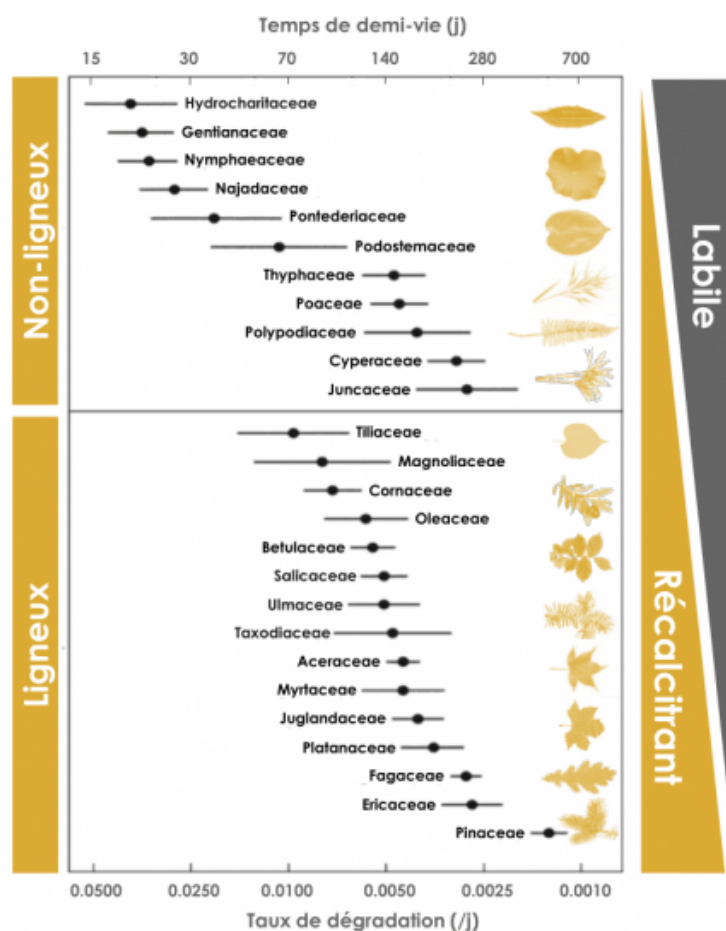 Temps de demi-vie (j)
15 30 70 140 280 700
Non-ligneux
Hydrocharitaceae
Gentianaceae
Nymphaeaceae
Najadaceae
Pontederiaceae
Podostemaceae
Thyphaceae
Poaceae
Polypodiaceae
Cyperaceae
Juncaceae
Ligneux
Tiliaceae
Magnoliaceae
Cornaceae
Oleaceae
Betulaceae
Salicaceae
Ulmaceae
Taxodiaceae
Aceraceae
Myrtaceae
Juglandaceae
Platanaceae
Fagaceae
Ericaceae
Pinaceae
Labile
Récalcitrant
0.0500 0.0250 0.0100 0.0050 0.0025 0.0010
Taux de dégradation (/j)